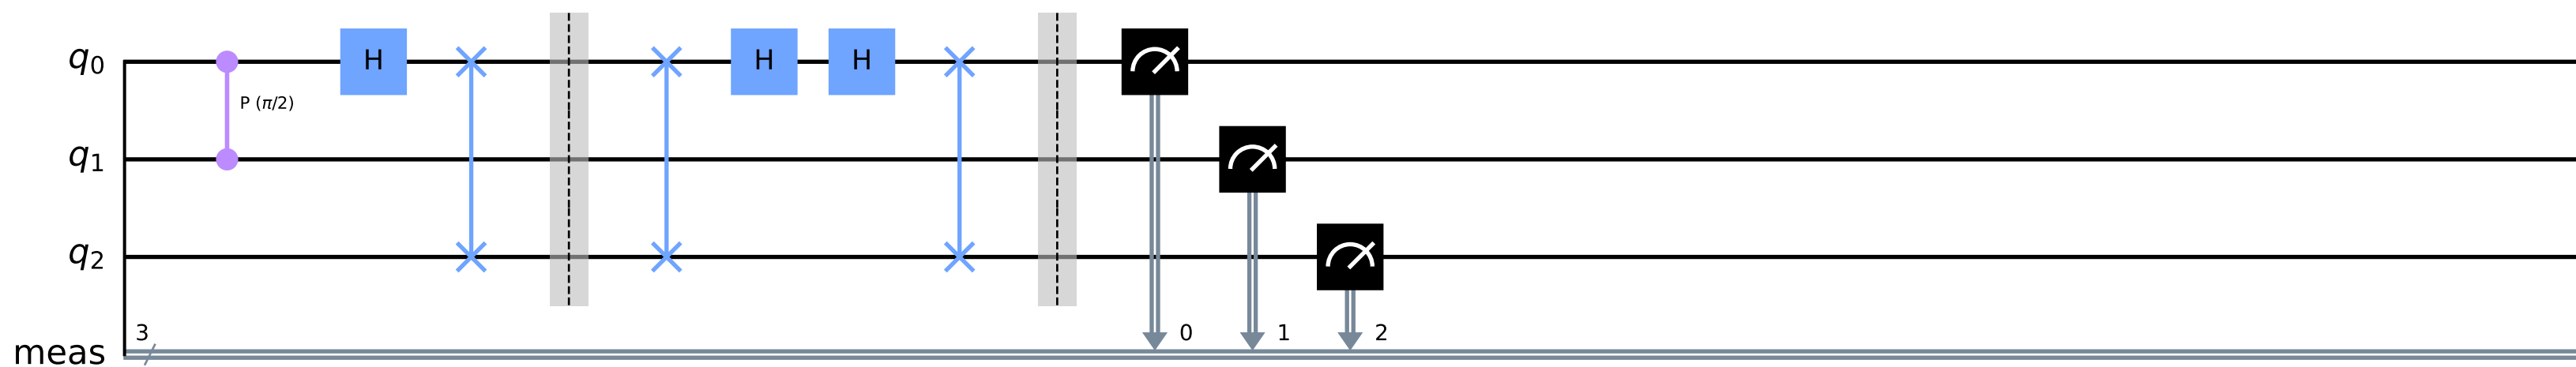 q0 H H H
P (π/2)
q1
q2
3 0 1 2
meas